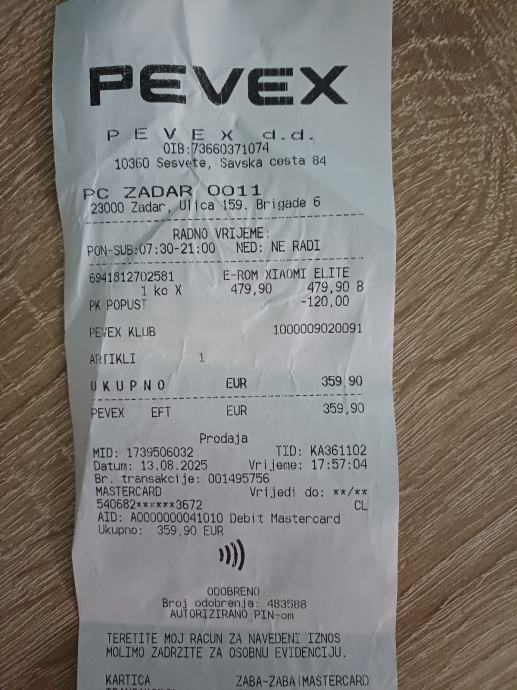 PEVEX
PEVEX d.d.
OIB:73660371074
10360 Sesvete, Savska cesta 84
PC ZADAR 0011
23000 Zadar, Ulica 159. Brigade 6
RADNO VRIJEME:
PON-SUB:07:30-21:00 NED: NE RADI
6941812702581 E-ROM XIAOMI ELITE
1 ko X 479,90 479,90 B
PK POPUST -120,00
PEVEX KLUB 1000009020091
ARTIKLI 1
UKUPNO EUR 359,90
PEVEX EFT EUR 359,90
Prodaja
MID: 1739506032 TID: KA361102
Datum: 13.08.2025 Vrijeme: 17:57:04
Br. transakcije: 001495756
MASTERCARD Vrijedi do: **/**
540682******3672 CL
AID: A0000000041010 Debit Mastercard
Ukupno: 359,90 EUR
ODOBRENO
Broj odobrenja: 483588
AUTORIZIRANO PIN-om
TERETITE MOJ RACUN ZA NAVEDENI IZNOS
MOLIMO ZADRZITE ZA OSOBNU EVIDENCIJU.
KARTICA ZABA-ZABA|MASTERCARD